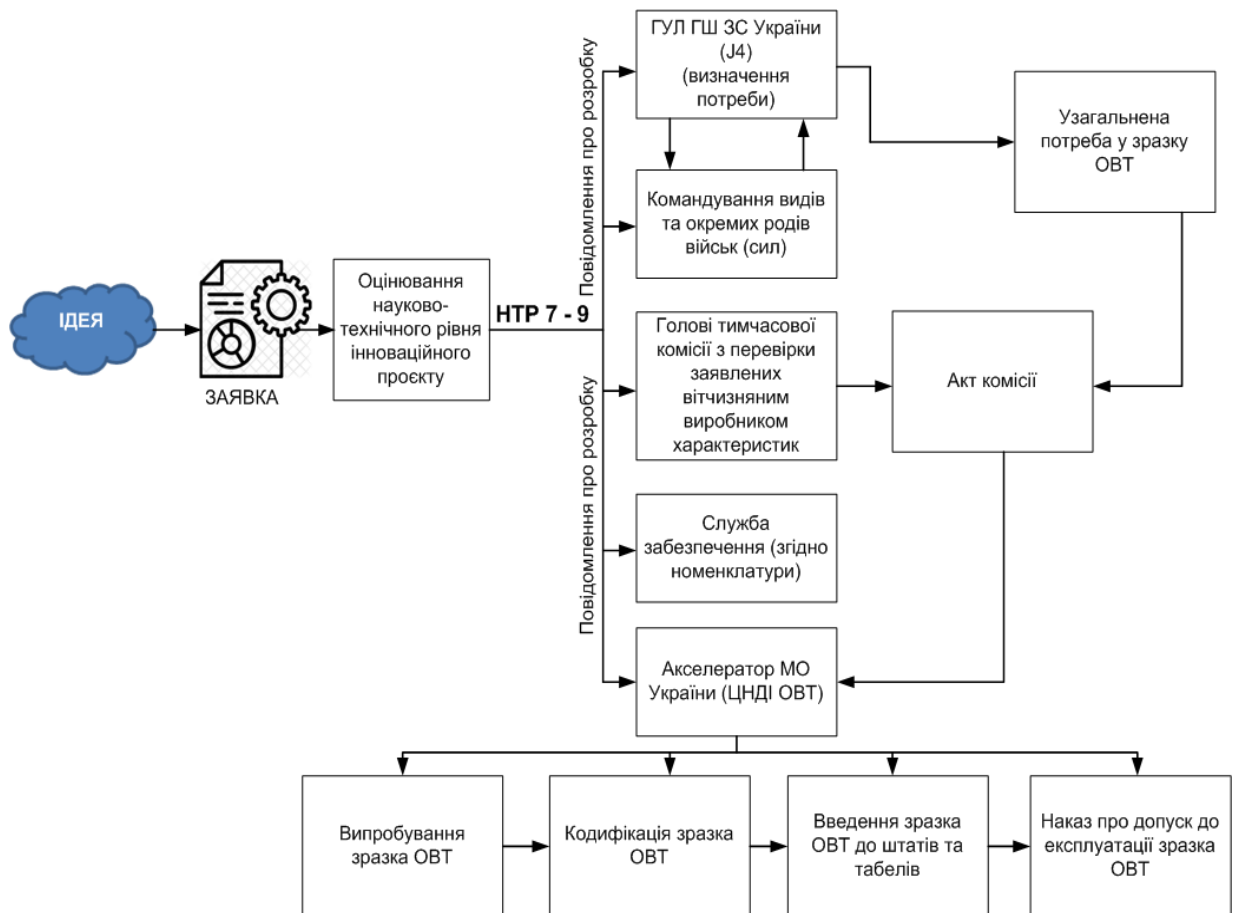 ГУЛ ГШ ЗС України
(J4)
(визначення
потреби)
Узагальнена
потреба у зразку
ОВТ
Повідомлення про розробку
Командування видів
та окремих родів
військ (сил)
ІДЕЯ
ЗАЯВКА
Оцінювання
науково-
технічного рівня
інноваційного
проєкту
НТР 7 - 9
Голові тимчасової
комісії з перевірки
заявлених
вітчизняним
виробником
характеристик
Акт комісії
Повідомлення про розробку
Служба
забезпечення (згідно
номенклатури)
Акселератор МО
України (ЦНДІ ОВТ)
Випробування
зразка ОВТ
Кодифікація зразка
ОВТ
Введення зразка
ОВТ до штатів та
табелів
Наказ про допуск до
експлуатації зразка
ОВТ